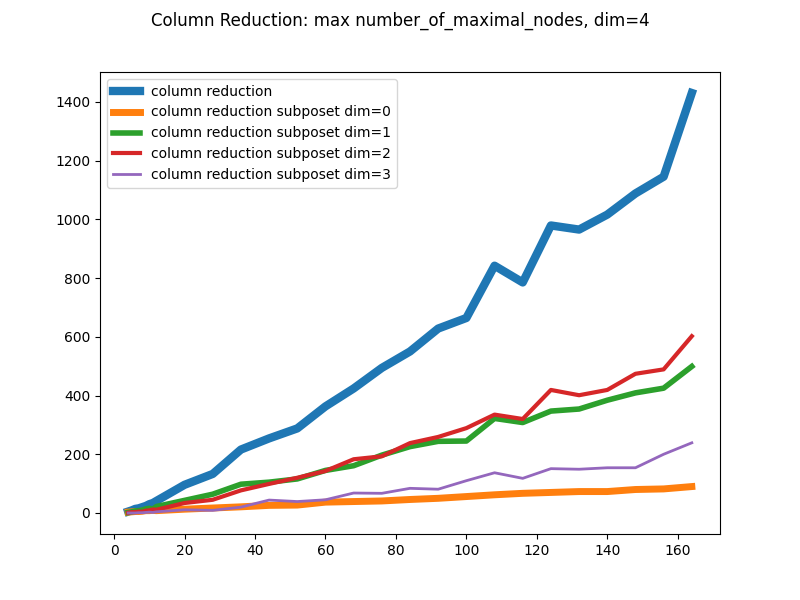 Column Reduction: max number_of_maximal_nodes, dim=4
column reduction
column reduction subposet dim=0
column reduction subposet dim=1
column reduction subposet dim=2
column reduction subposet dim=3
1400
1200
1000
800
600
400
200
0
0 20 40 60 80 100 120 140 160